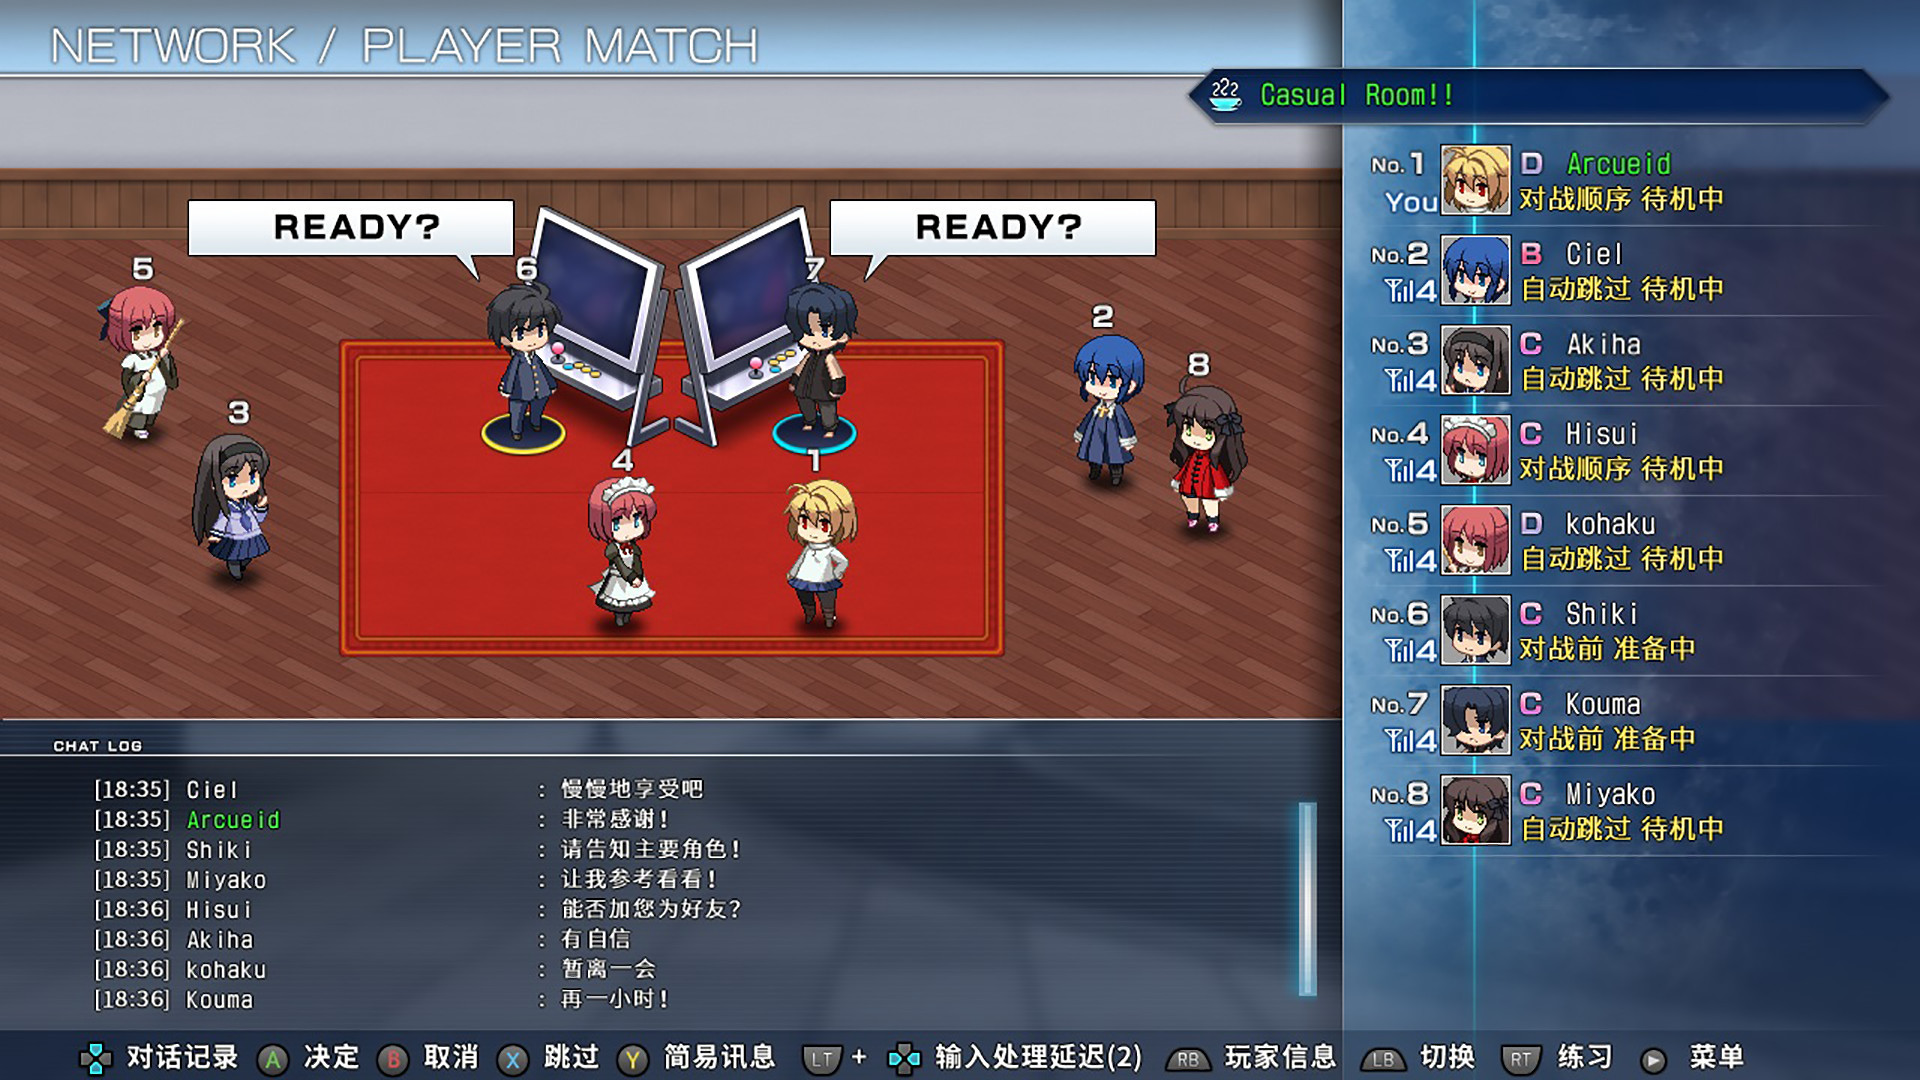 NETWORK / PLAYER MATCH
Casual Room!!
READY?
READY?
5
6
7
2
8
3
4
1
No.1 D Arcueid
You 对战顺序 待机中
No.2 B Ciel
4 自动跳过 待机中
No.3 C Akiha
4 自动跳过 待机中
No.4 C Hisui
4 对战顺序 待机中
No.5 D kohaku
4 自动跳过 待机中
No.6 C Shiki
4 对战前 准备中
No.7 C Kouma
4 对战前 准备中
No.8 C Miyako
4 自动跳过 待机中
CHAT LOG
[18:35] Ciel : 慢慢地享受吧
[18:35] Arcueid : 非常感谢!
[18:35] Shiki : 请告知主要角色!
[18:35] Miyako : 让我参考看看!
[18:36] Hisui : 能否加您为好友?
[18:36] Akiha : 有自信
[18:36] kohaku : 暂离一会
[18:36] Kouma : 再一小时!
对话记录 A 决定 B 取消 X 跳过 Y 简易讯息 LT + 输入处理延迟(2) RB 玩家信息 LB 切换 RT 练习 菜单